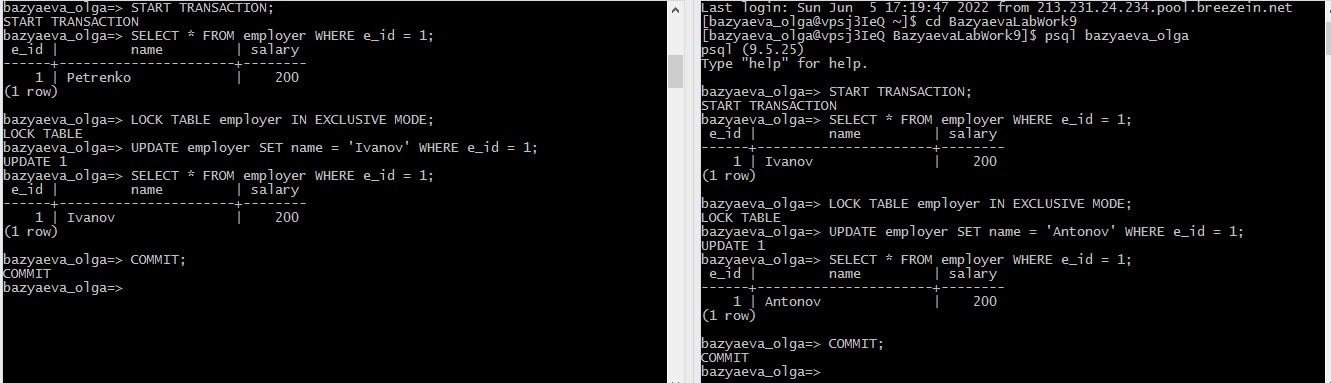 bazyaeva_olga=> START TRANSACTION;
START TRANSACTION
bazyaeva_olga=> SELECT * FROM employer WHERE e_id = 1;
 e_id |         name         | salary
------+----------------------+--------
    1 | Petrenko             |    200
(1 row)
bazyaeva_olga=> LOCK TABLE employer IN EXCLUSIVE MODE;
LOCK TABLE
bazyaeva_olga=> UPDATE employer SET name = 'Ivanov' WHERE e_id = 1;
UPDATE 1
bazyaeva_olga=> SELECT * FROM employer WHERE e_id = 1;
 e_id |         name         | salary
------+----------------------+--------
    1 | Ivanov               |    200
(1 row)
bazyaeva_olga=> COMMIT;
COMMIT
bazyaeva_olga=>
Last login: Sun Jun  5 17:19:47 2022 from 213.231.24.234.pool.breezein.net
[bazyaeva_olga@vpsj3IeQ ~]$ cd BazyaevaLabWork9
[bazyaeva_olga@vpsj3IeQ BazyaevaLabWork9]$ psql bazyaeva_olga
psql (9.5.25)
Type "help" for help.
bazyaeva_olga=> START TRANSACTION;
START TRANSACTION
bazyaeva_olga=> SELECT * FROM employer WHERE e_id = 1;
 e_id |         name         | salary
------+----------------------+--------
    1 | Ivanov               |    200
(1 row)
bazyaeva_olga=> LOCK TABLE employer IN EXCLUSIVE MODE;
LOCK TABLE
bazyaeva_olga=> UPDATE employer SET name = 'Antonov' WHERE e_id = 1;
UPDATE 1
bazyaeva_olga=> SELECT * FROM employer WHERE e_id = 1;
 e_id |         name         | salary
------+----------------------+--------
    1 | Antonov              |    200
(1 row)
bazyaeva_olga=> COMMIT;
COMMIT
bazyaeva_olga=>